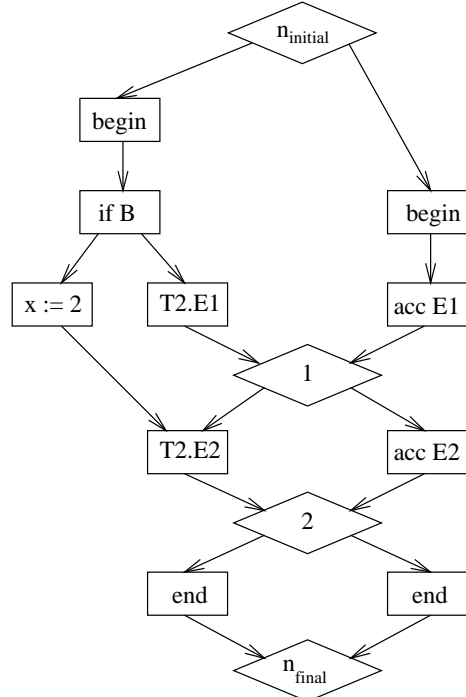 n_initial
begin
if B
begin
x := 2
T2.E1
acc E1
1
T2.E2
acc E2
2
end
end
n_final